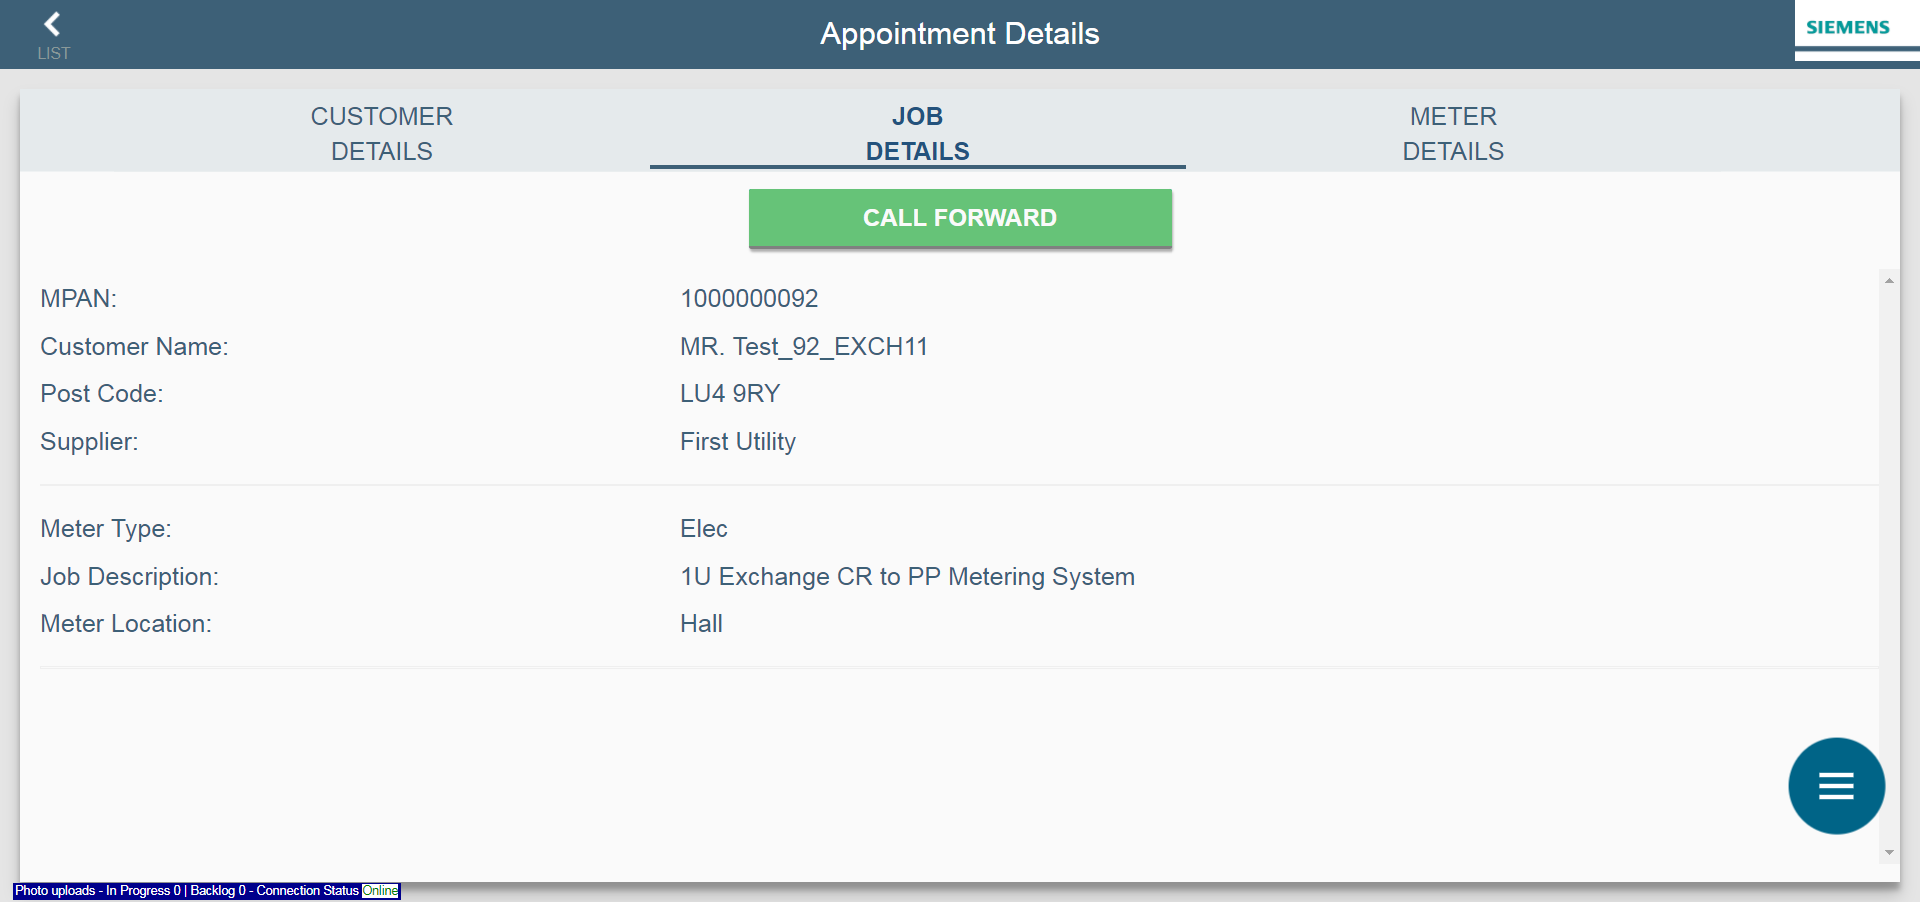 LIST
Appointment Details
SIEMENS
CUSTOMER
DETAILS
JOB
DETAILS
METER
DETAILS
CALL FORWARD
MPAN: 1000000092
Customer Name: MR. Test_92_EXCH11
Post Code: LU4 9RY
Supplier: First Utility
Meter Type: Elec
Job Description: 1U Exchange CR to PP Metering System
Meter Location: Hall
Photo uploads - In Progress 0 | Backlog 0 - Connection Status Online